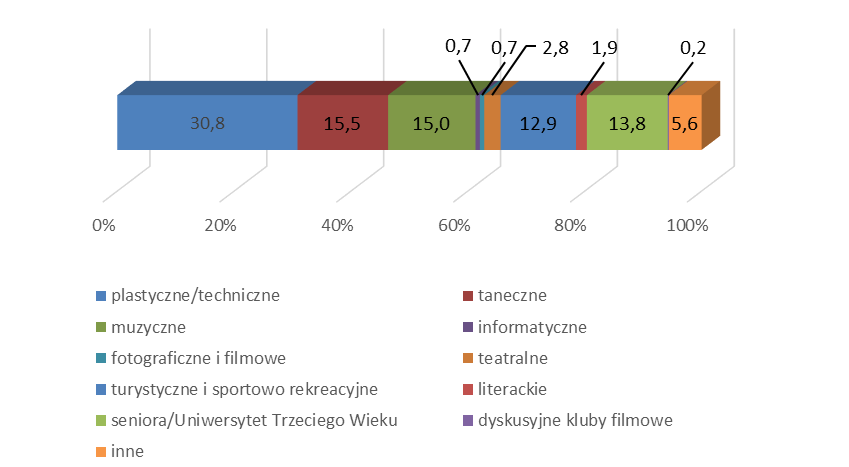 0,7 0,7 2,8 1,9 0,2
30,8 15,5 15,0 12,9 13,8 5,6
0% 20% 40% 60% 80% 100%
plastyczne/techniczne taneczne
muzyczne informatyczne
fotograficzne i filmowe teatralne
turystyczne i sportowo rekreacyjne literackie
seniora/Uniwersytet Trzeciego Wieku dyskusyjne kluby filmowe
inne